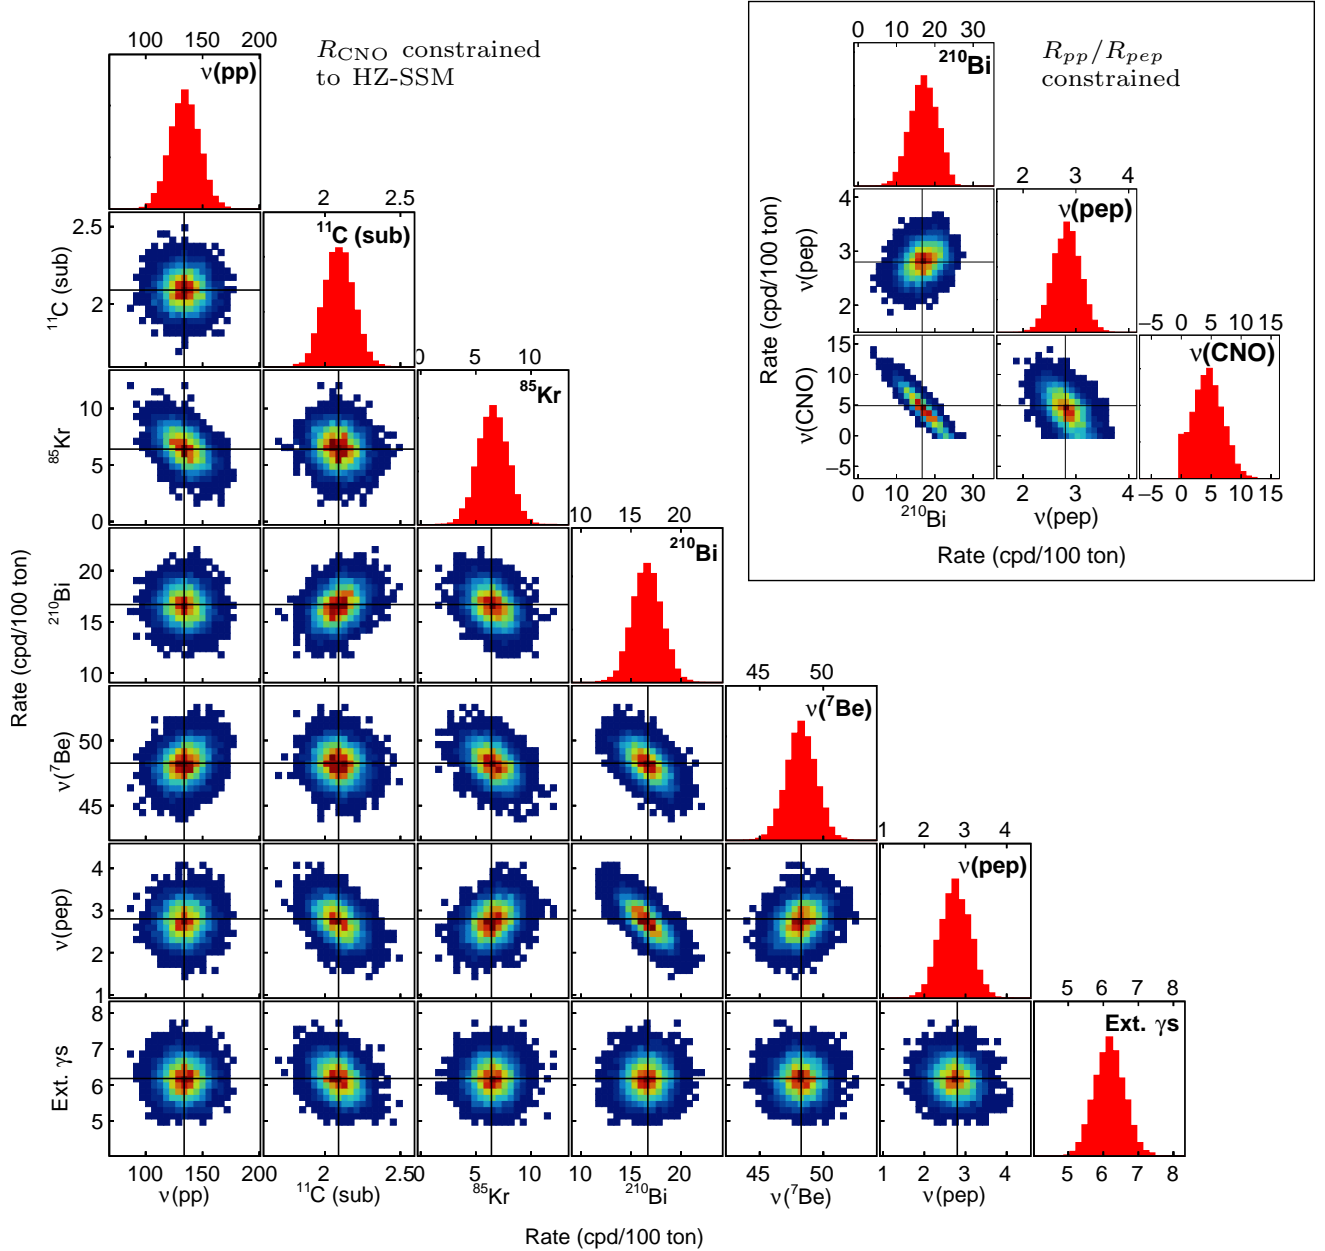 100 150 200
ν(pp)
R_CNO constrained
to HZ-SSM
0 10 20 30
²¹⁰Bi
R_pp/R_pep
constrained
2 3 4
ν(pep)
4
3
2
ν(pep)
Rate (cpd/100 ton)
−5 0 5 10 15
ν(CNO)
15
10
5
0
−5
ν(CNO)
0 10 20 30
²¹⁰Bi
2 3 4
ν(pep)
−5 0 5 10 15
Rate (cpd/100 ton)
2 2.5
¹¹C (sub)
2.5
2
¹¹C (sub)
0 5 10
⁸⁵Kr
10
5
0
⁸⁵Kr
10 15 20
²¹⁰Bi
20
15
10
²¹⁰Bi
Rate (cpd/100 ton)
45 50
ν(⁷Be)
50
45
ν(⁷Be)
1 2 3 4
ν(pep)
4
3
2
1
ν(pep)
5 6 7 8
Ext. γs
8
7
6
5
Ext. γs
100 150 200
ν(pp)
2 2.5
¹¹C (sub)
0 5 10
⁸⁵Kr
10 15 20
²¹⁰Bi
45 50
ν(⁷Be)
1 2 3 4
ν(pep)
5 6 7 8
Rate (cpd/100 ton)